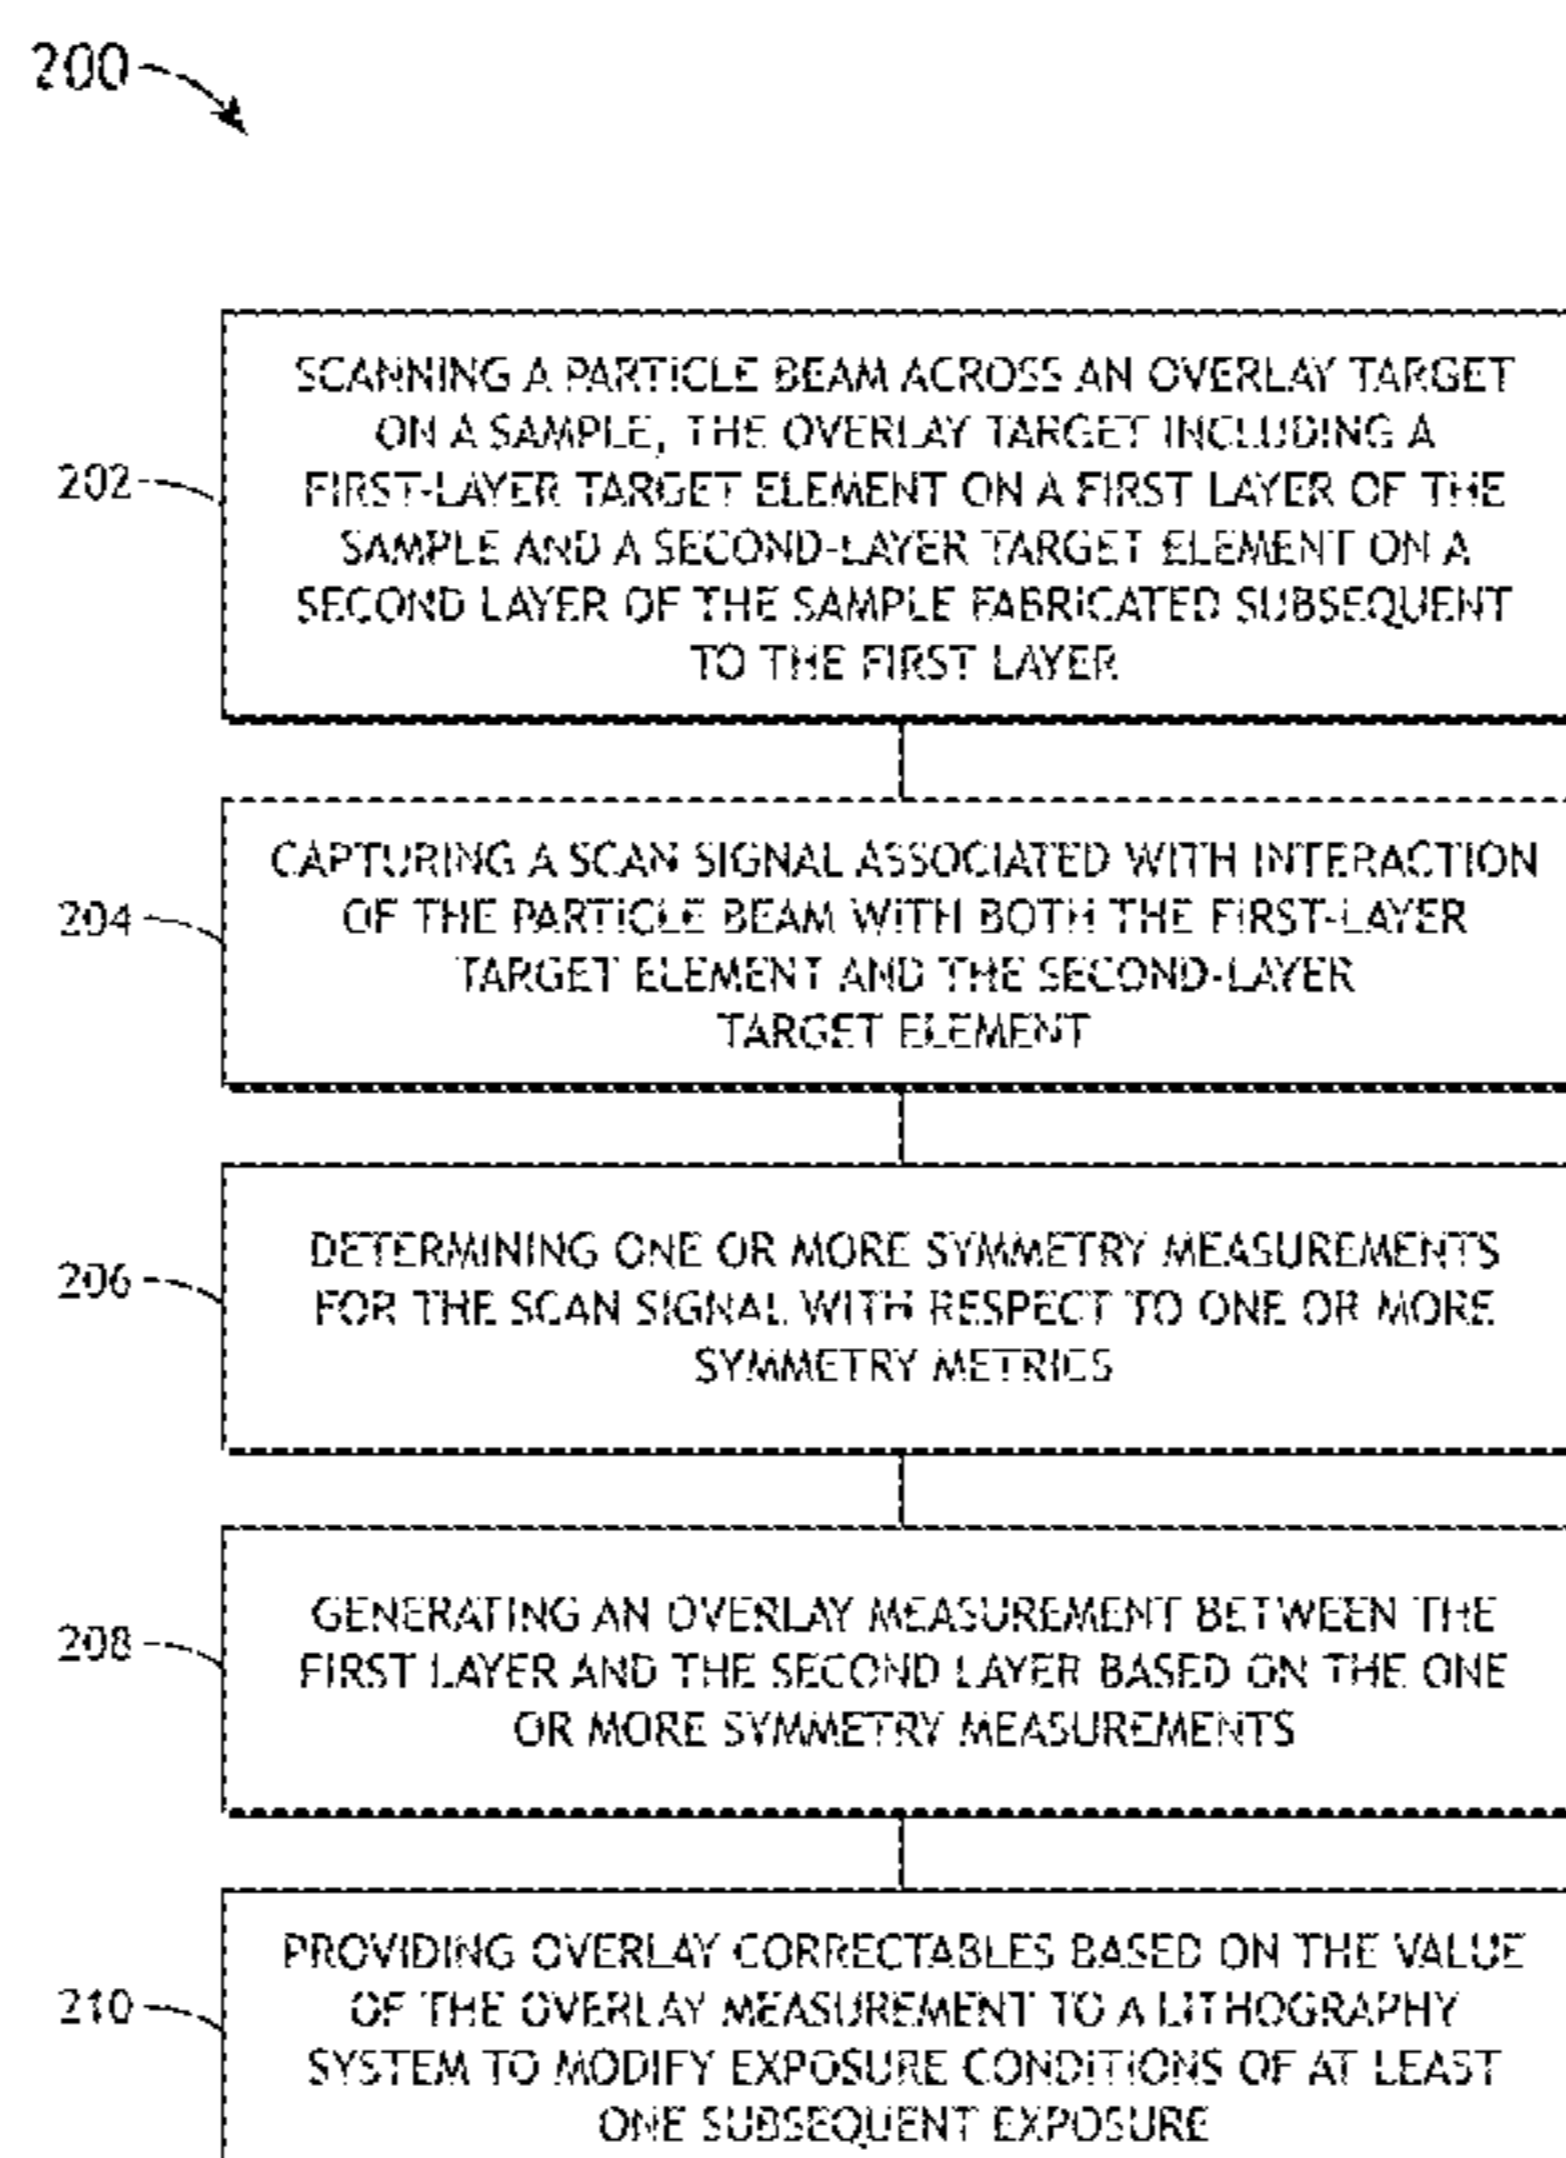 200
202
SCANNING A PARTICLE BEAM ACROSS AN OVERLAY TARGET
ON A SAMPLE, THE OVERLAY TARGET INCLUDING A
FIRST-LAYER TARGET ELEMENT ON A FIRST LAYER OF THE
SAMPLE AND A SECOND-LAYER TARGET ELEMENT ON A
SECOND LAYER OF THE SAMPLE FABRICATED SUBSEQUENT
TO THE FIRST LAYER
204
CAPTURING A SCAN SIGNAL ASSOCIATED WITH INTERACTION
OF THE PARTICLE BEAM WITH BOTH THE FIRST-LAYER
TARGET ELEMENT AND THE SECOND-LAYER
TARGET ELEMENT
206
DETERMINING ONE OR MORE SYMMETRY MEASUREMENTS
FOR THE SCAN SIGNAL WITH RESPECT TO ONE OR MORE
SYMMETRY METRICS
208
GENERATING AN OVERLAY MEASUREMENT BETWEEN THE
FIRST LAYER AND THE SECOND LAYER BASED ON THE ONE
OR MORE SYMMETRY MEASUREMENTS
210
PROVIDING OVERLAY CORRECTABLES BASED ON THE VALUE
OF THE OVERLAY MEASUREMENT TO A LITHOGRAPHY
SYSTEM TO MODIFY EXPOSURE CONDITIONS OF AT LEAST
ONE SUBSEQUENT EXPOSURE